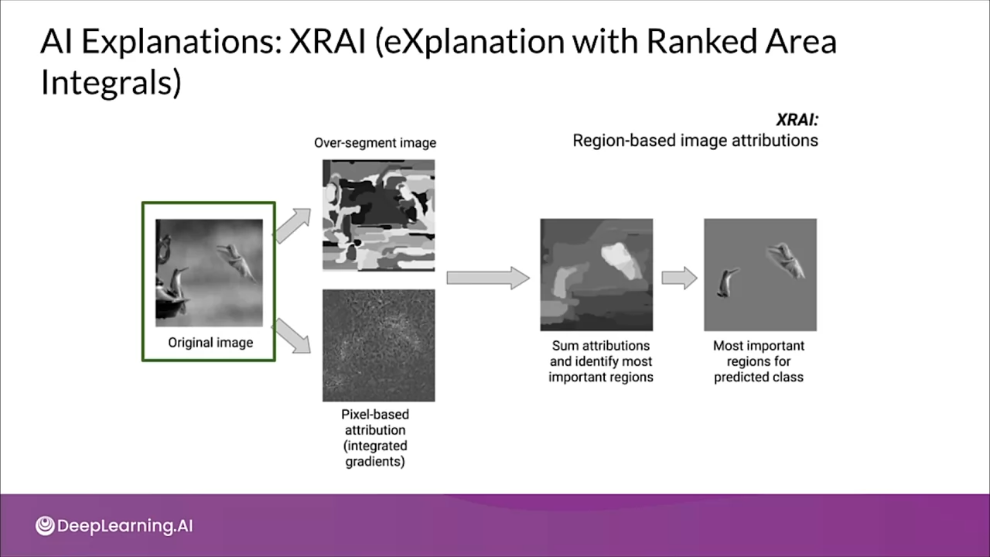 AI Explanations: XRAI (eXplanation with Ranked Area
Integrals)
XRAI:
Region-based image attributions
Over-segment image
Original image
Pixel-based
attribution
(integrated
gradients)
Sum attributions
and identify most
important regions
Most important
regions for
predicted class
DeepLearning.AI